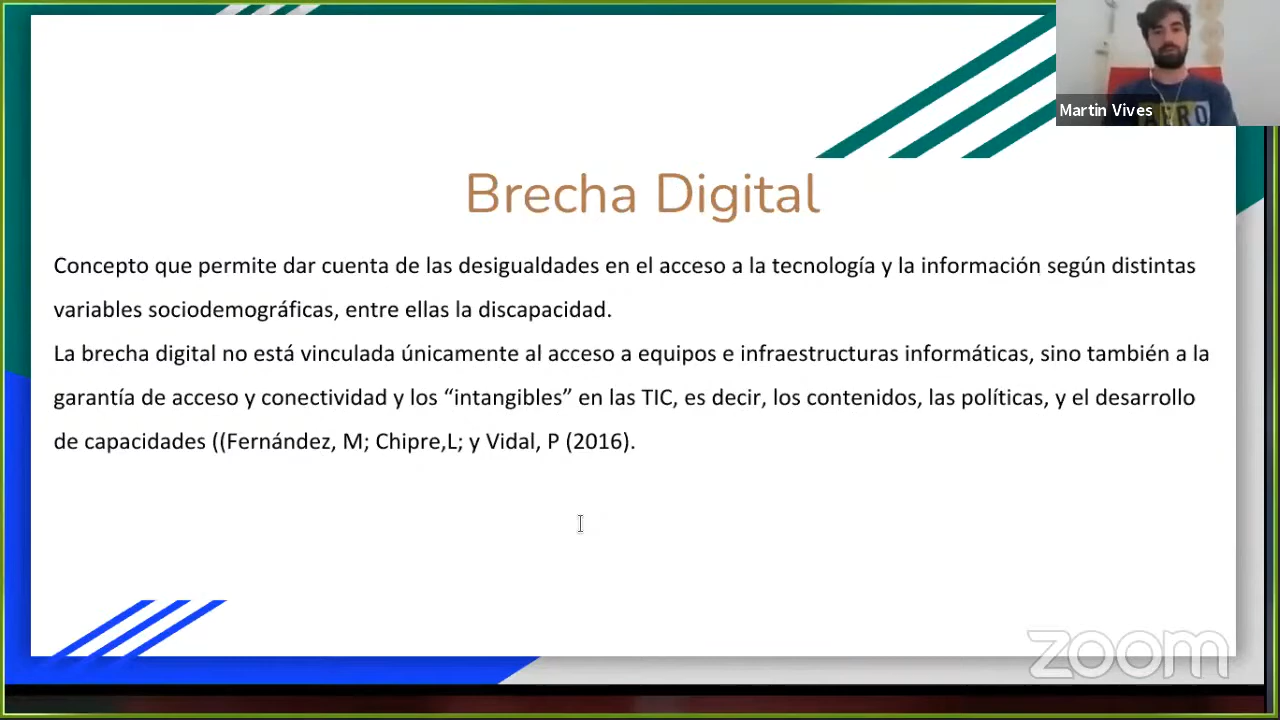 Martin Vives
AERO
Brecha Digital
Concepto que permite dar cuenta de las desigualdades en el acceso a la tecnología y la información según distintas
variables sociodemográficas, entre ellas la discapacidad.
La brecha digital no está vinculada únicamente al acceso a equipos e infraestructuras informáticas, sino también a la
garantía de acceso y conectividad y los “intangibles” en las TIC, es decir, los contenidos, las políticas, y el desarrollo
de capacidades ((Fernández, M; Chipre,L; y Vidal, P (2016).
zoom